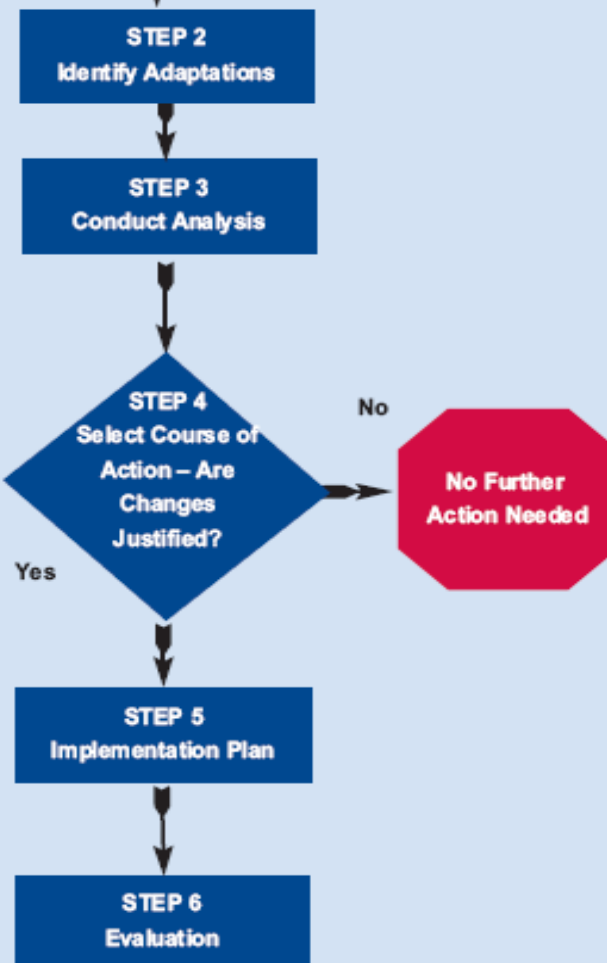 STEP 2
Identify Adaptations
STEP 3
Conduct Analysis
STEP 4
Select Course of
Action – Are
Changes
Justified?
No
No Further
Action Needed
Yes
STEP 5
Implementation Plan
STEP 6
Evaluation